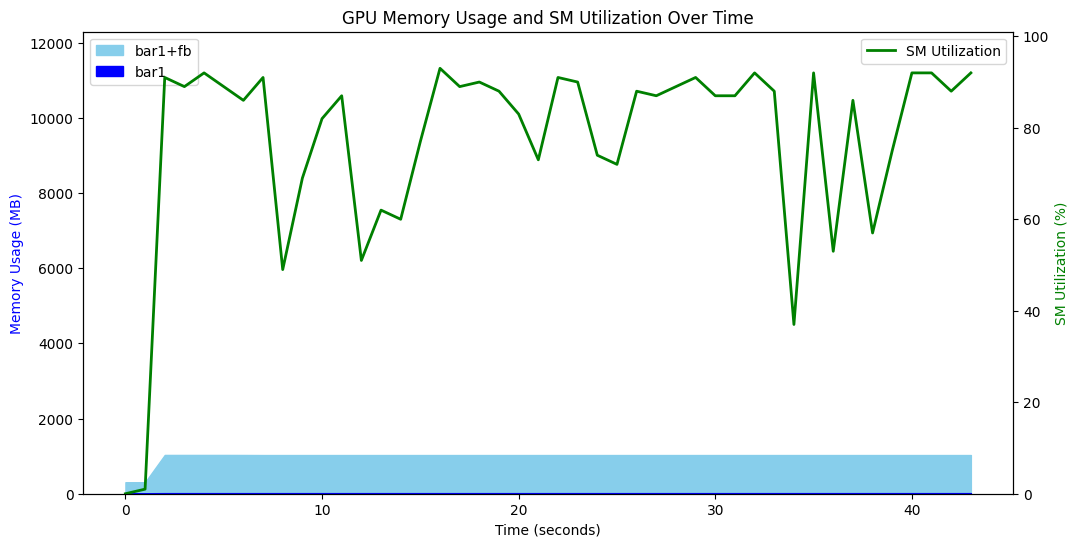 GPU Memory Usage and SM Utilization Over Time
bar1+fb
bar1
SM Utilization
Memory Usage (MB)
12000
10000
8000
6000
4000
2000
0
SM Utilization (%)
100
80
60
40
20
0
0 10 20 30 40
Time (seconds)